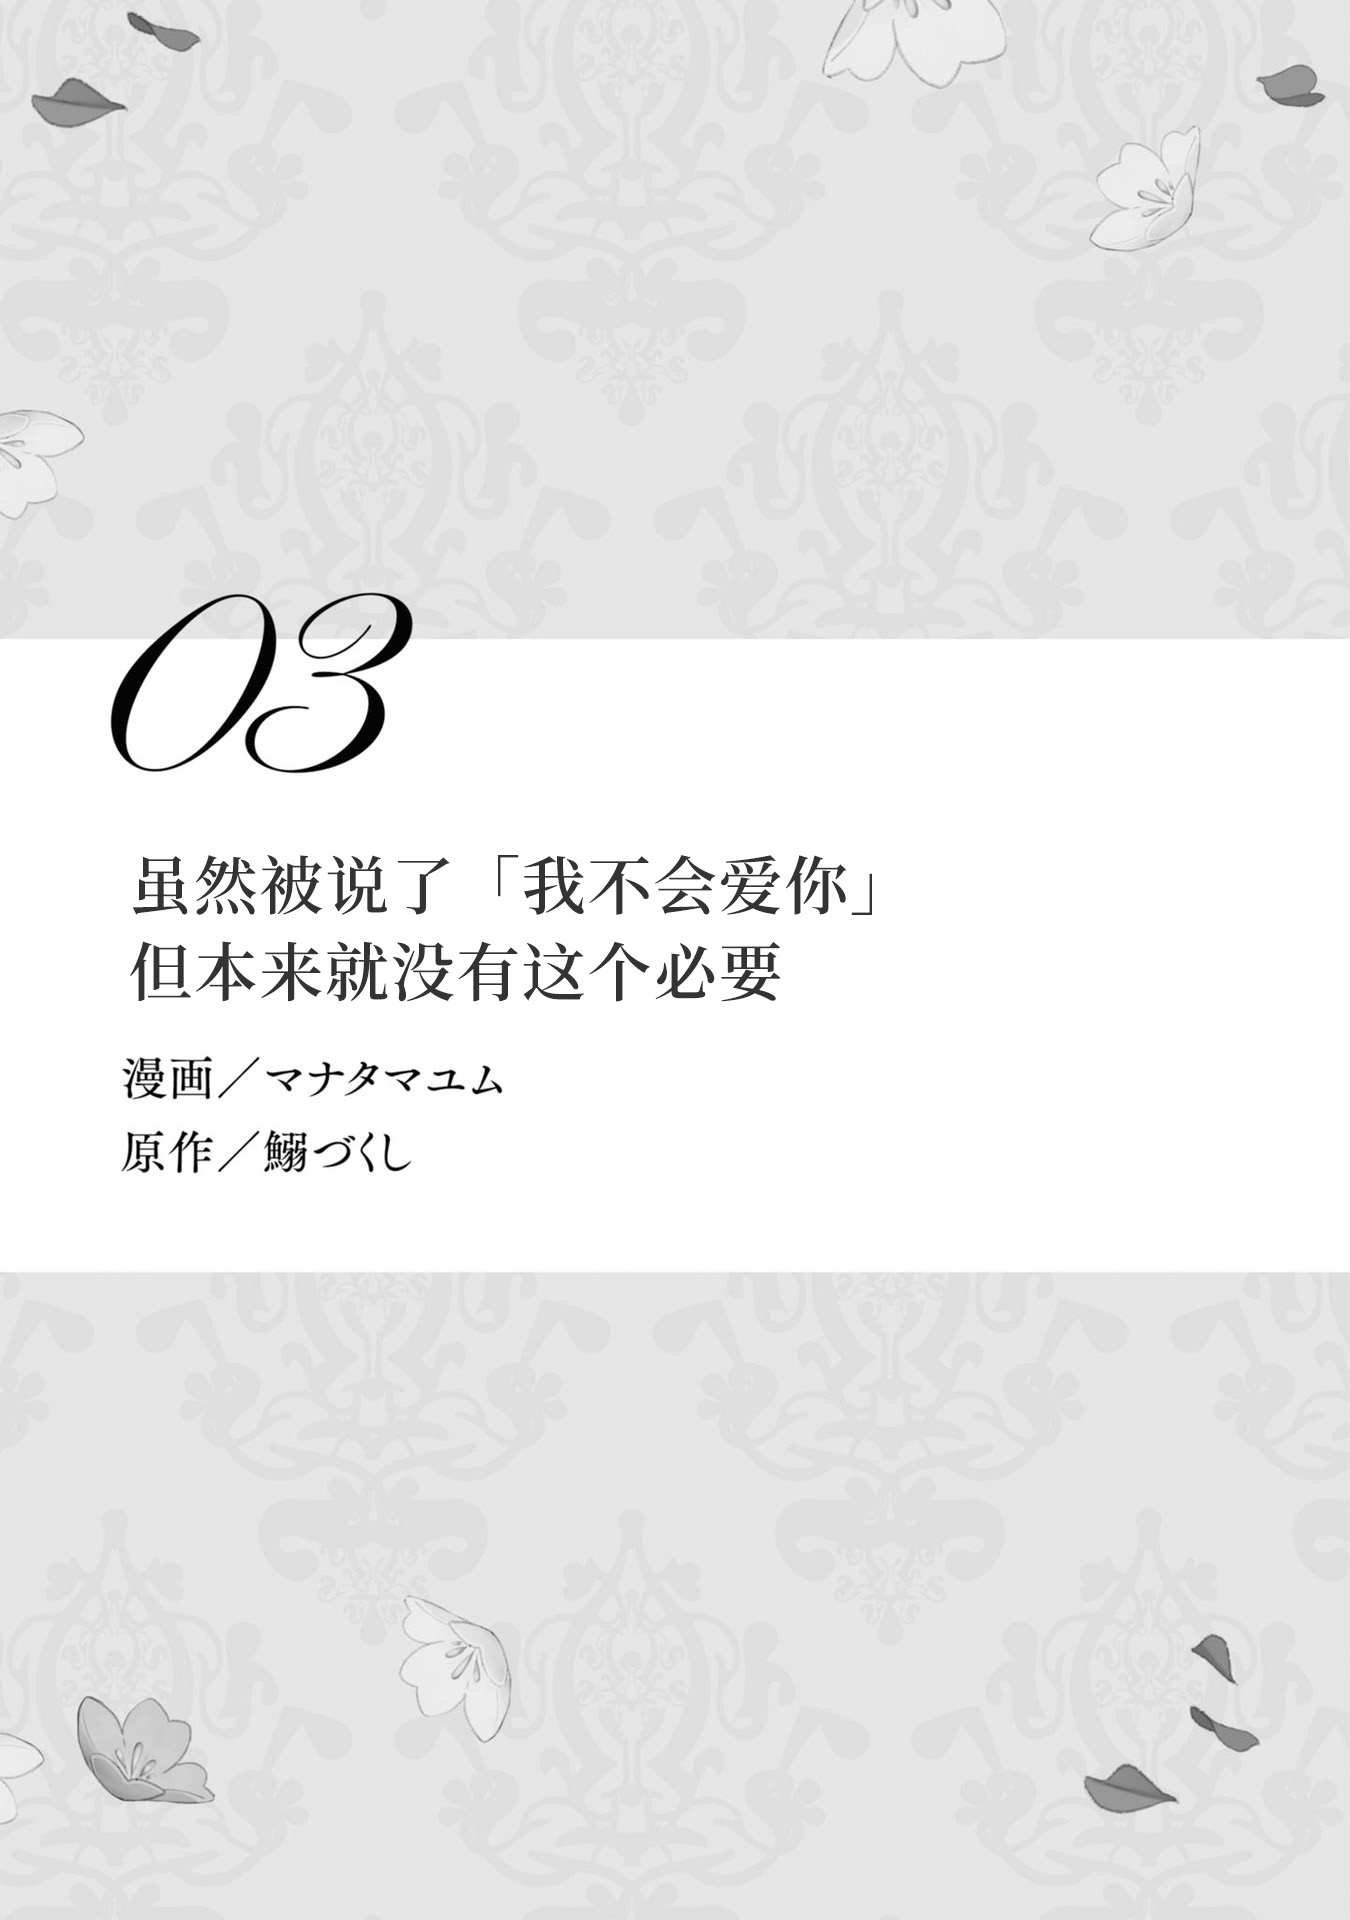 03
虽然被说了「我不会爱你」
但本来就没有这个必要
漫画／マナタマユム
原作／鰯づくし